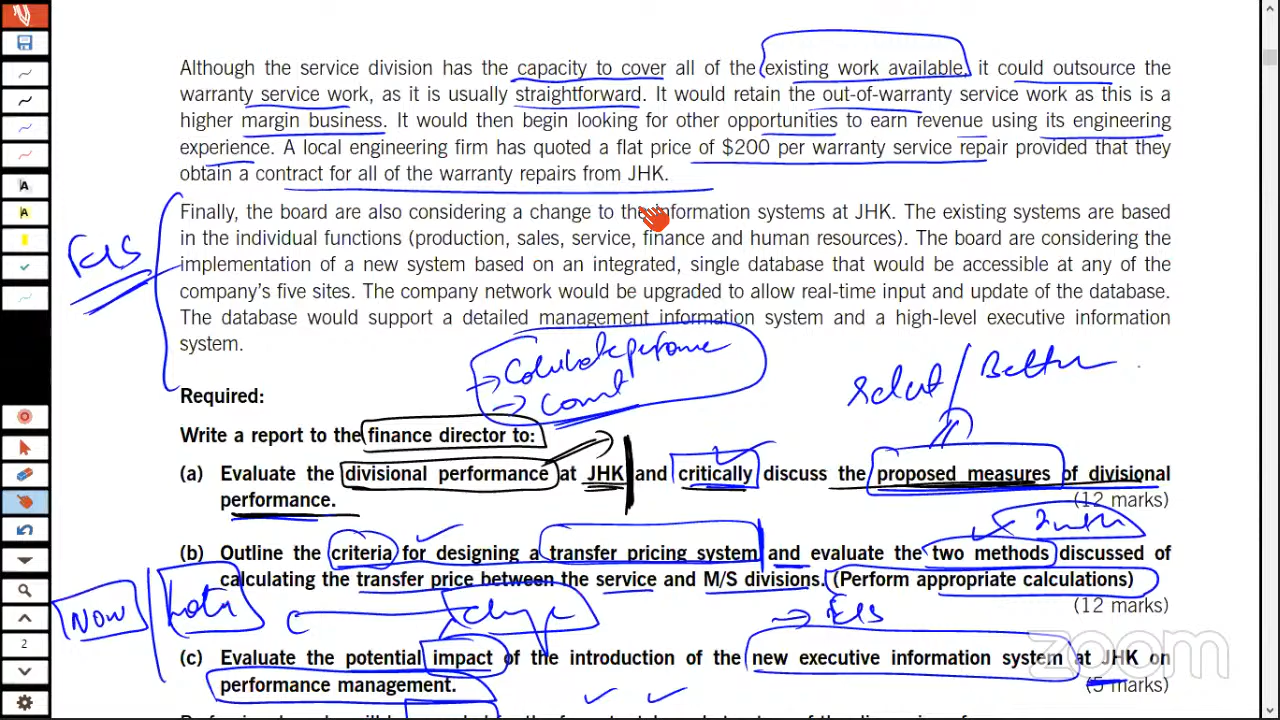 Although the service division has the capacity to cover all of the existing work available, it could outsource the
warranty service work, as it is usually straightforward. It would retain the out-of-warranty service work as this is a
higher margin business. It would then begin looking for other opportunities to earn revenue using its engineering
experience. A local engineering firm has quoted a flat price of $200 per warranty service repair provided that they
obtain a contract for all of the warranty repairs from JHK.
Finally, the board are also considering a change to the information systems at JHK. The existing systems are based
in the individual functions (production, sales, service, finance and human resources). The board are considering the
EIS
implementation of a new system based on an integrated, single database that would be accessible at any of the
company's five sites. The company network would be upgraded to allow real-time input and update of the database.
The database would support a detailed management information system and a high-level executive information
system.
→
select / Better
→
Required:
Write a report to the finance director to:
(a) Evaluate the divisional performance at JHK and critically discuss the proposed measures of divisional
performance.
(12 marks)
(b) Outline the criteria for designing a transfer pricing system and evaluate the two methods discussed of
calculating the transfer price between the service and M/S divisions. (Perform appropriate calculations)
(12 marks)
NOW
change
→ EIS
zoom
(c) Evaluate the potential impact of the introduction of the new executive information system at JHK on
performance management.
(5 marks)
A
A
2